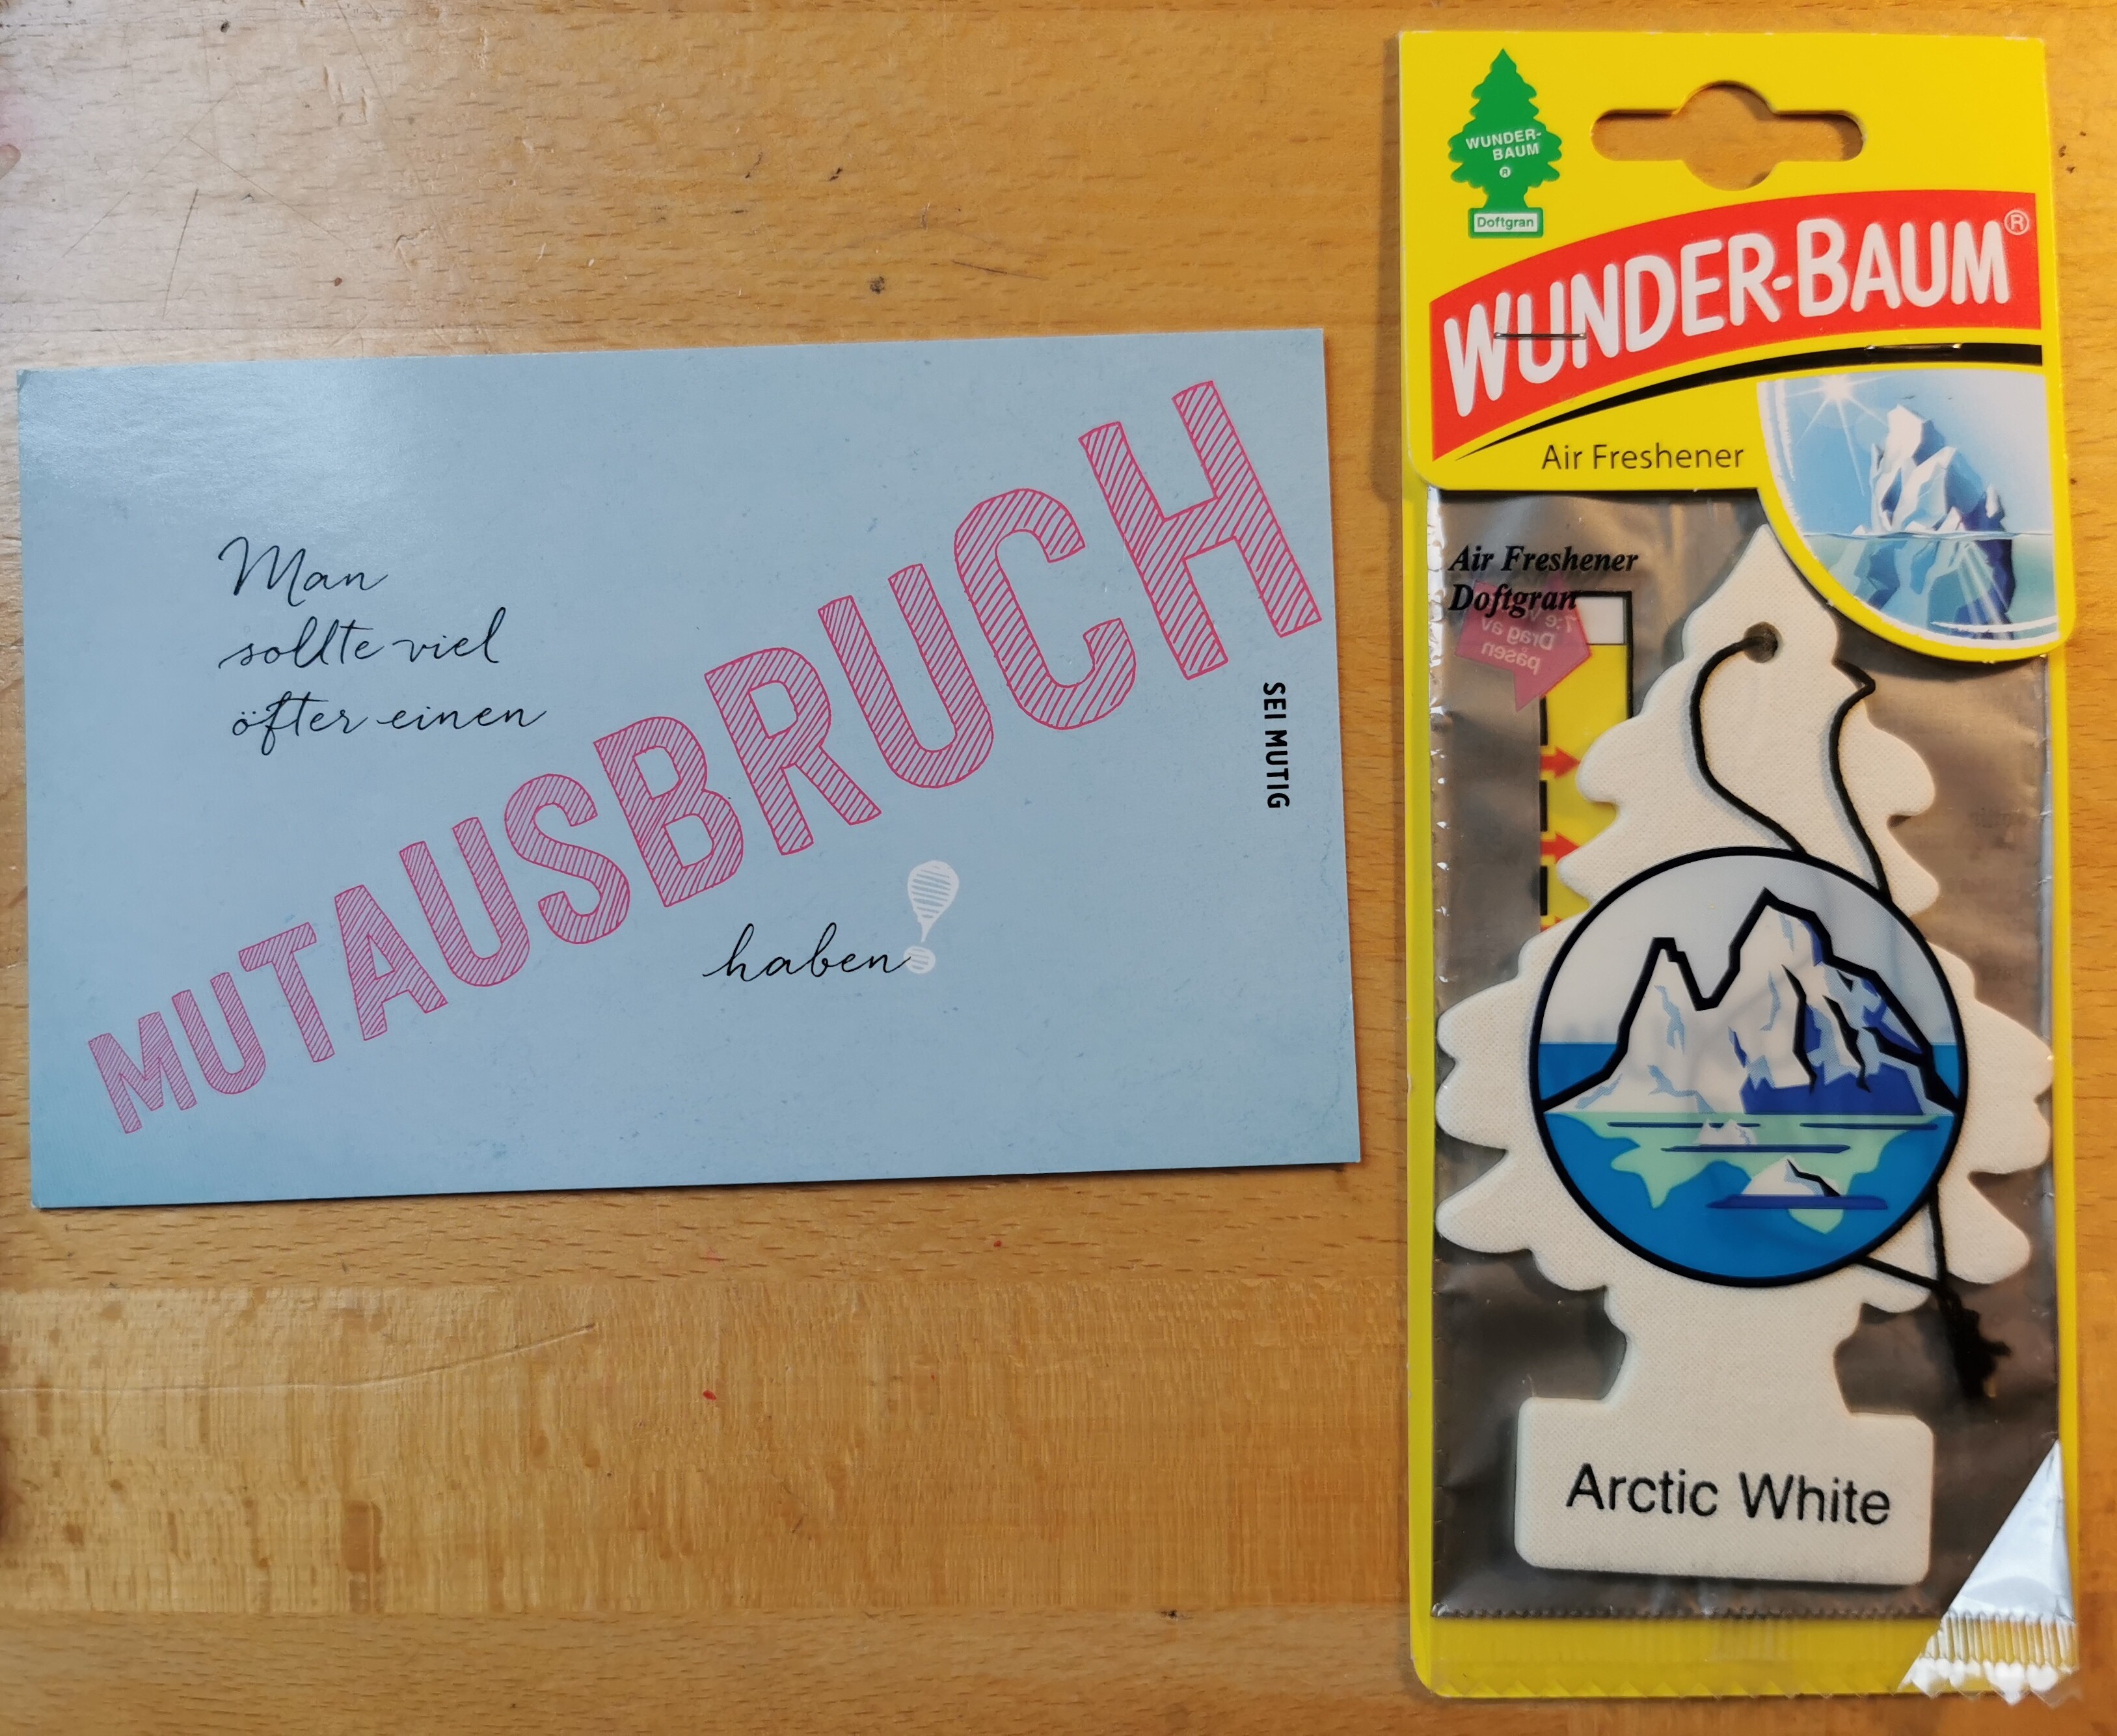 Man
sollte viel
öfter einen
MUTAUSBRUCH
haben!
SEI MUTIG
WUNDER-
BAUM
®
Doftgran
WUNDER-BAUM®
Air Freshener
Air Freshener
Doftgran
7:e v
Drag av
påsen
Arctic White